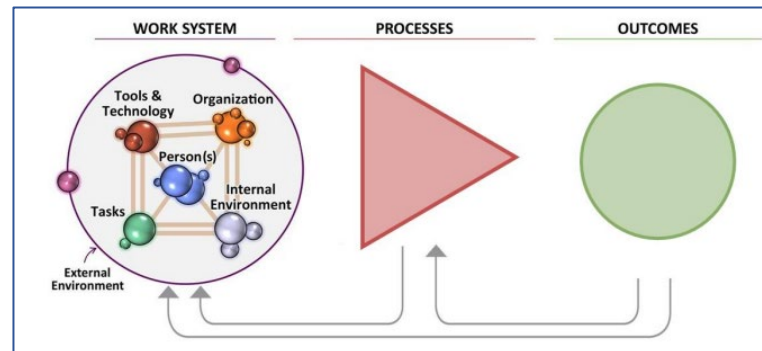 WORK SYSTEM
PROCESSES
OUTCOMES
Tools &
Technology
Organization
Person(s)
Internal
Environment
Tasks
External
Environment